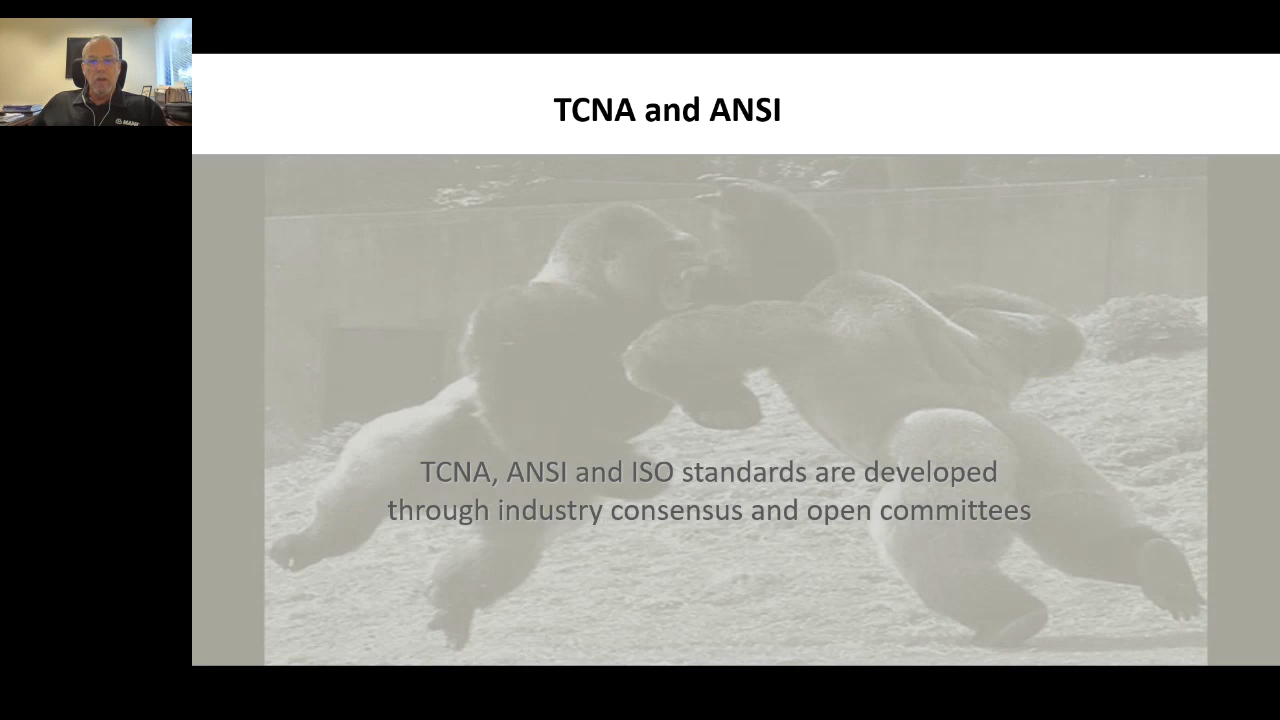 TCNA and ANSI
TCNA, ANSI and ISO standards are developed
through industry consensus and open committees